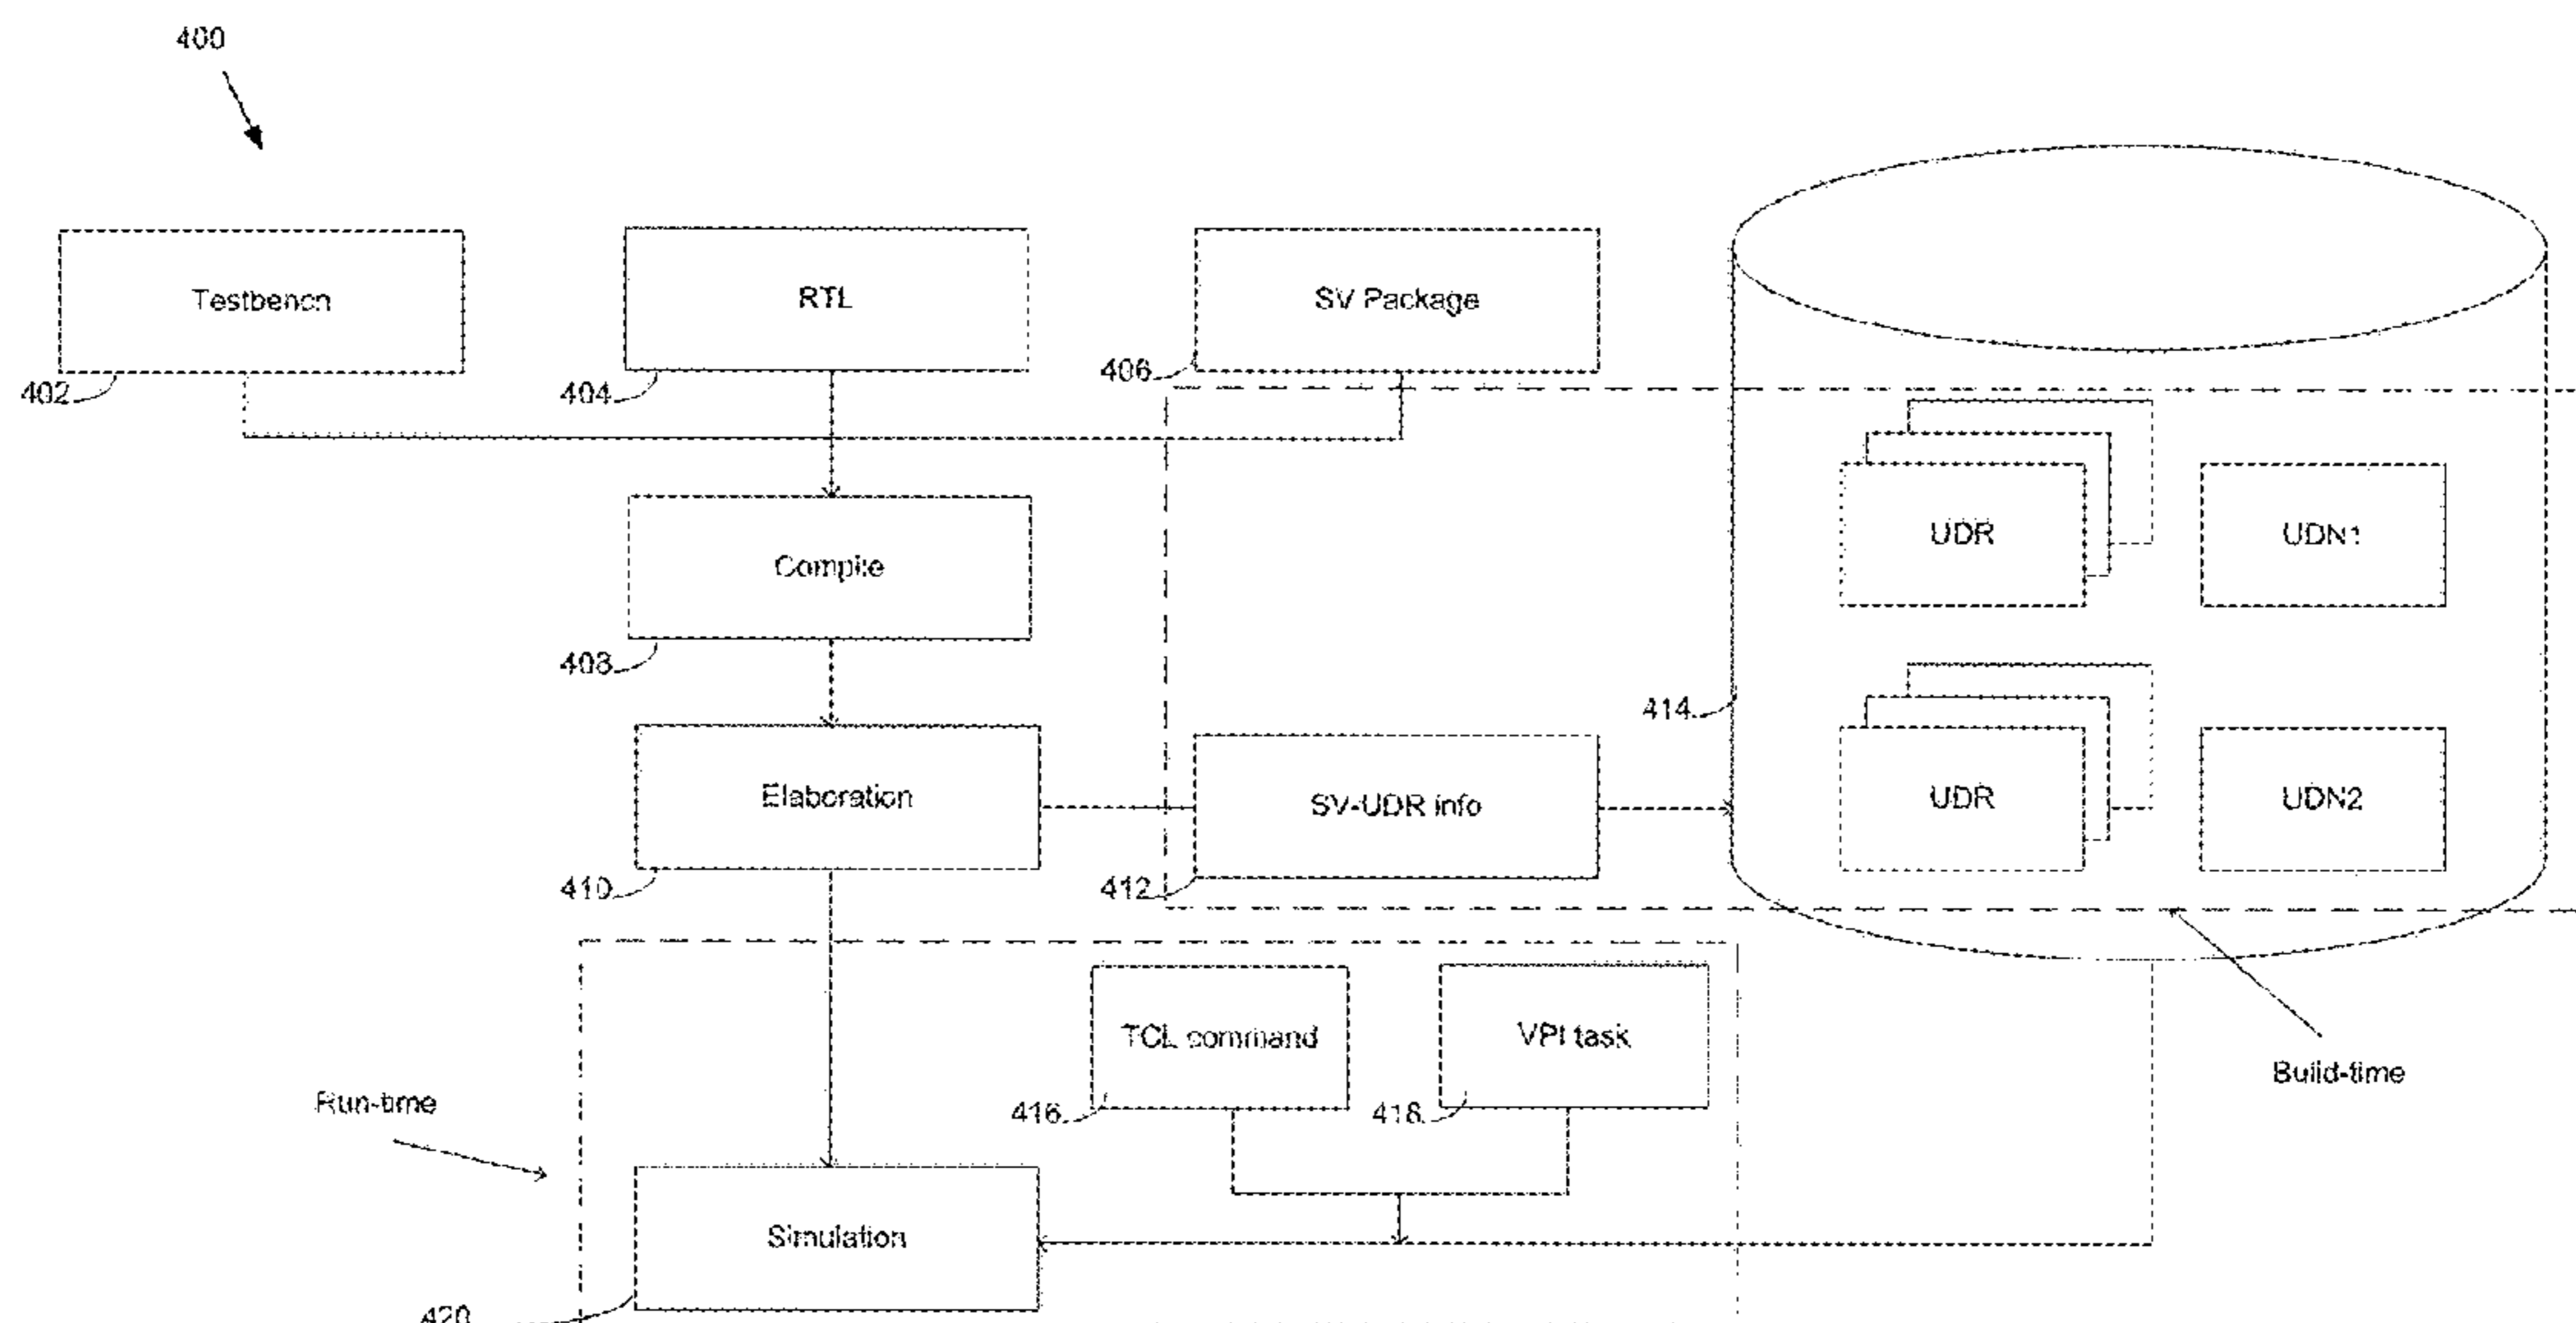 400
Testbench
RTL
SV Package
402
404
406
UDR
UDN1
Compile
408
414
Elaboration
SV-UDR info
UDR
UDN2
410
412
TCL command
VPI task
Build-time
Run-time
416
418
Simulation
420